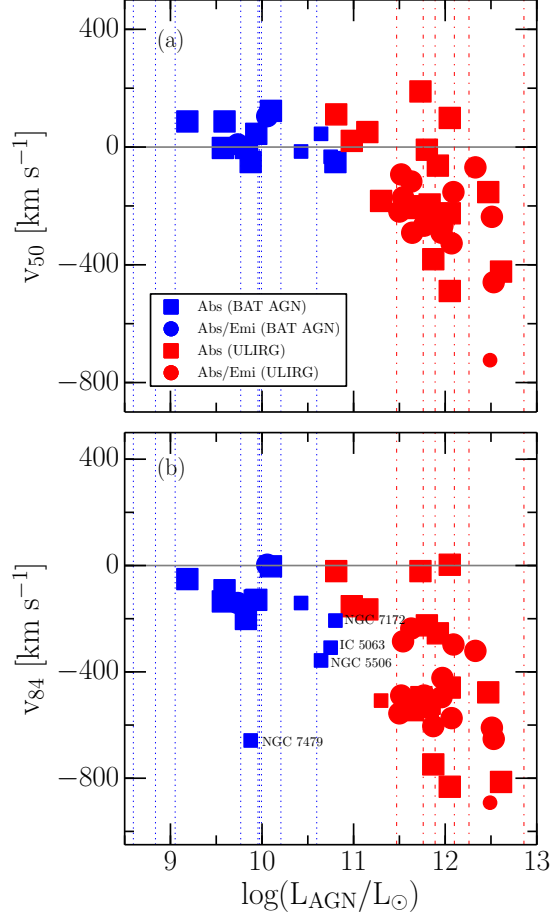 400
(a)
0
v50 [km s−1]
−400
Abs (BAT AGN)
Abs/Emi (BAT AGN)
Abs (ULIRG)
Abs/Emi (ULIRG)
−800
400
(b)
0
NGC 7172
IC 5063
v84 [km s−1]
−400
NGC 5506
NGC 7479
−800
9 10 11 12 13
log(LAGN/L⊙)